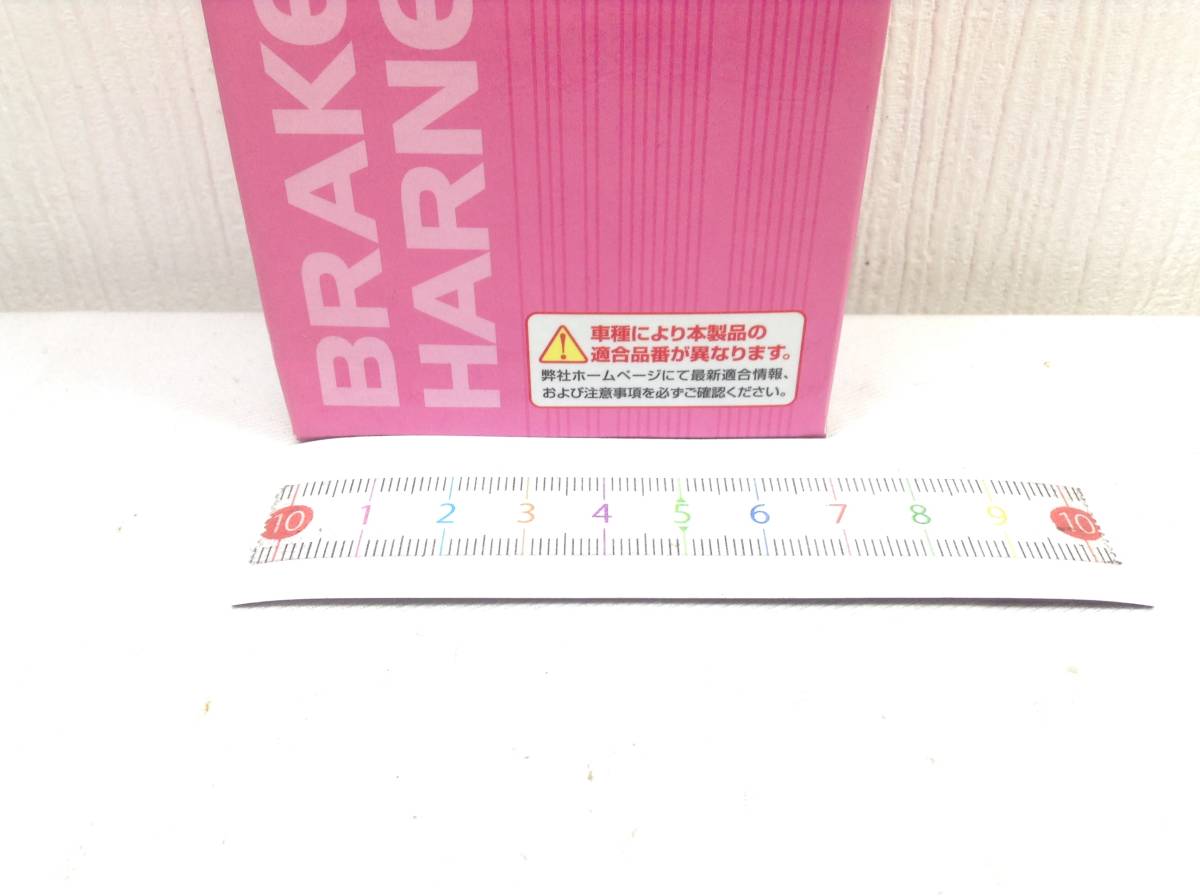 BRAKE
HARNE
車種により本製品の
適合品番が異なります。
弊社ホームページにて最新適合情報、
および注意事項を必ずご確認ください。
10 1 2 3 4 5 6 7 8 9 10